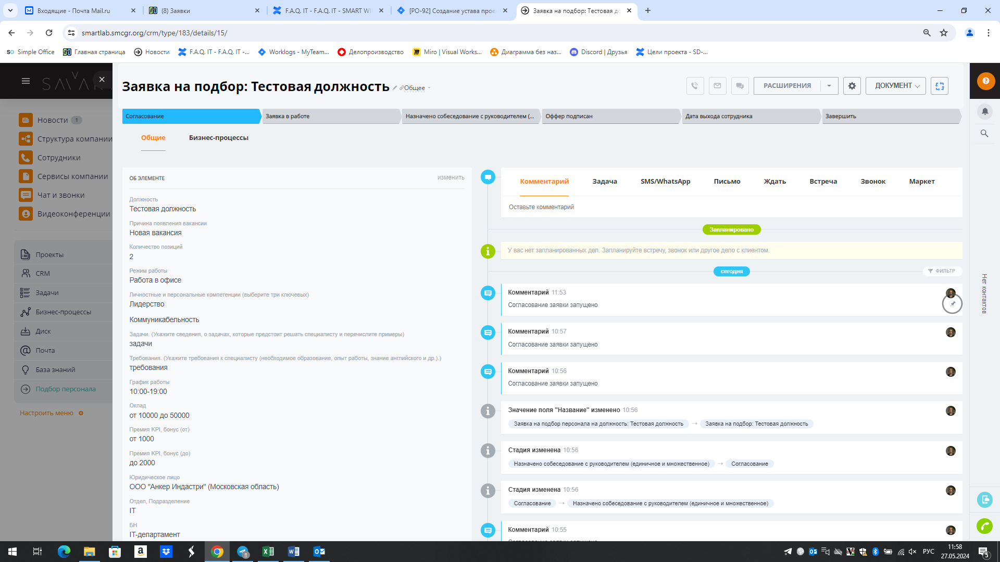 Входящие - Почта Mail.ru
(8) Заявки
F.A.Q. IT - F.A.Q. IT - SMART WI
[PO-92] Создание устава прое
Заявка на подбор: Тестовая до
smartlab.smcgr.org/crm/type/183/details/15/
SO Simple Office
Главная страница
Новости
F.A.Q. IT - F.A.Q. IT -...
Worklogs - MyTeam...
Делопроизводство
Miro | Visual Works...
Диаграмма без наз...
Discord | Друзья
Цели проекта - SD-...
Новости 1
Структура компании
Сотрудники
Сервисы компании
Чат и звонки
Видеоконференции
Проекты
CRM
Задачи
Бизнес-процессы
Диск
Почта
База знаний
Подбор персонала
Настроить меню
Заявка на подбор: Тестовая должность
Общее
РАСШИРЕНИЯ
ДОКУМЕНТ
Согласование
Заявка в работе
Назначено собеседование с руководителем (...
Оффер подписан
Дата выхода сотрудника
Завершить
Общие
Бизнес-процессы
ОБ ЭЛЕМЕНТЕ
изменить
Должность
Тестовая должность
Причина появления вакансии
Новая вакансия
Количество позиций
2
Режим работы
Работа в офисе
Личностные и персональные компетенции (выберите три ключевых)
Лидерство
Коммуникабельность
Задачи. (Укажите сведения, о задачах, которые предстоит решать специалисту и перечислите примеры)
задачи
Требования. (Укажите требования к специалисту (необходимое образование, опыт работы, знание английского и др.).)
требования
График работы
10:00-19:00
Оклад
от 10000 до 50000
Премия KPI, бонус (от)
от 1000
Премия KPI, бонус (до)
до 2000
Юридическое лицо
ООО "Анкер Индастри" (Московская область)
Отдел, Подразделение
IT
БН
IT-департамент
Комментарий
Задача
SMS/WhatsApp
Письмо
Ждать
Встреча
Звонок
Маркет
Оставьте комментарий
Запланировано
У вас нет запланированных дел. Запланируйте встречу, звонок или другое дело с клиентом.
сегодня
ФИЛЬТР
Комментарий 11:53
Согласование заявки запущено
Комментарий 10:57
Согласование заявки запущено
Комментарий 10:56
Согласование заявки запущено
Значение поля "Название" изменено 10:56
Заявка на подбор персонала на должность: Тестовая должность → Заявка на подбор: Тестовая должность
Стадия изменена 10:56
Назначено собеседование с руководителем (единичное и множественное) → Согласование
Стадия изменена 10:56
Согласование → Назначено собеседование с руководителем (единичное и множественное)
Комментарий 10:55
Нет контактов
8
РУС
11:58
27.05.2024
5